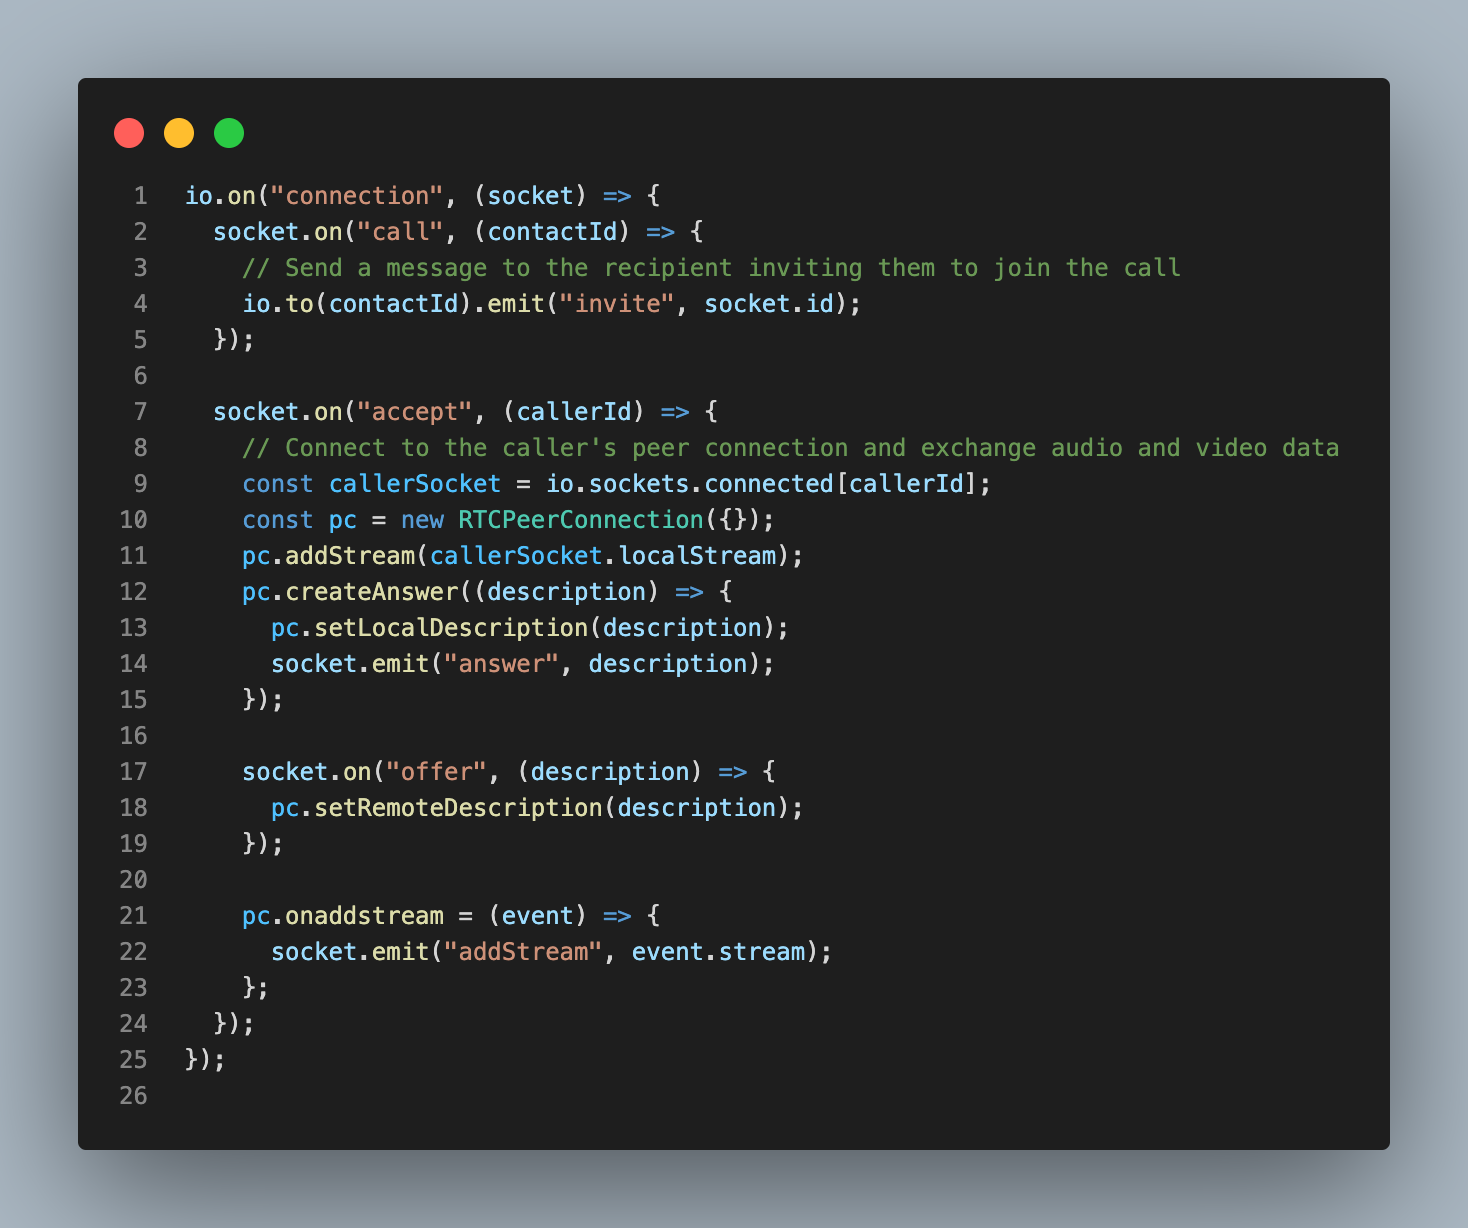 1 io.on("connection", (socket) => {
2   socket.on("call", (contactId) => {
3     // Send a message to the recipient inviting them to join the call
4     io.to(contactId).emit("invite", socket.id);
5   });
6
7   socket.on("accept", (callerId) => {
8     // Connect to the caller's peer connection and exchange audio and video data
9     const callerSocket = io.sockets.connected[callerId];
10     const pc = new RTCPeerConnection({});
11     pc.addStream(callerSocket.localStream);
12     pc.createAnswer((description) => {
13       pc.setLocalDescription(description);
14       socket.emit("answer", description);
15     });
16
17     socket.on("offer", (description) => {
18       pc.setRemoteDescription(description);
19     });
20
21     pc.onaddstream = (event) => {
22       socket.emit("addStream", event.stream);
23     };
24   });
25 });
26